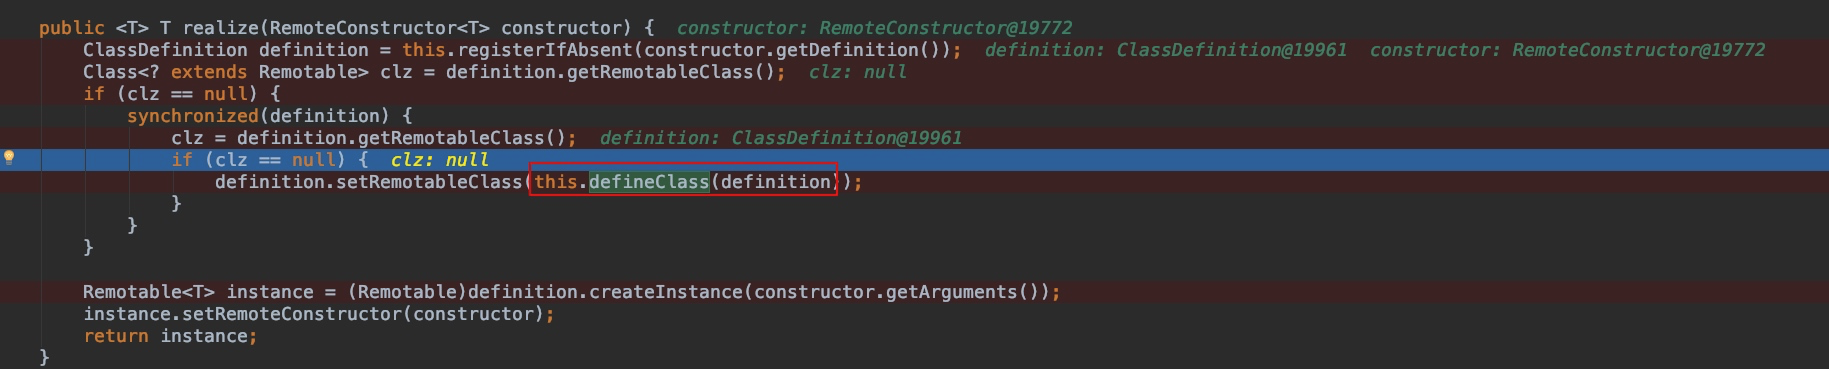 public <T> T realize(RemoteConstructor<T> constructor) {  constructor: RemoteConstructor@19772
    ClassDefinition definition = this.registerIfAbsent(constructor.getDefinition());  definition: ClassDefinition@19961  constructor: RemoteConstructor@19772
    Class<? extends Remotable> clz = definition.getRemotableClass();  clz: null
    if (clz == null) {
        synchronized(definition) {
            clz = definition.getRemotableClass();  definition: ClassDefinition@19961
            if (clz == null) {  clz: null
                definition.setRemotableClass(this.defineClass(definition));
            }
        }
    }

    Remotable<T> instance = (Remotable)definition.createInstance(constructor.getArguments());
    instance.setRemoteConstructor(constructor);
    return instance;
}